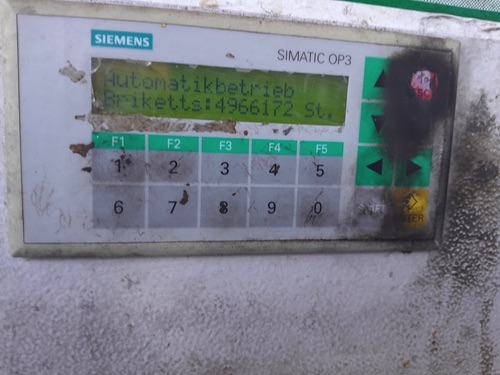 SIEMENS
SIMATIC OP3
Automatikbetrieb
Briketts:4966172 St.
F1 F2 F3 F4 F5
1 2 3 4 5
6 7 8 9 0